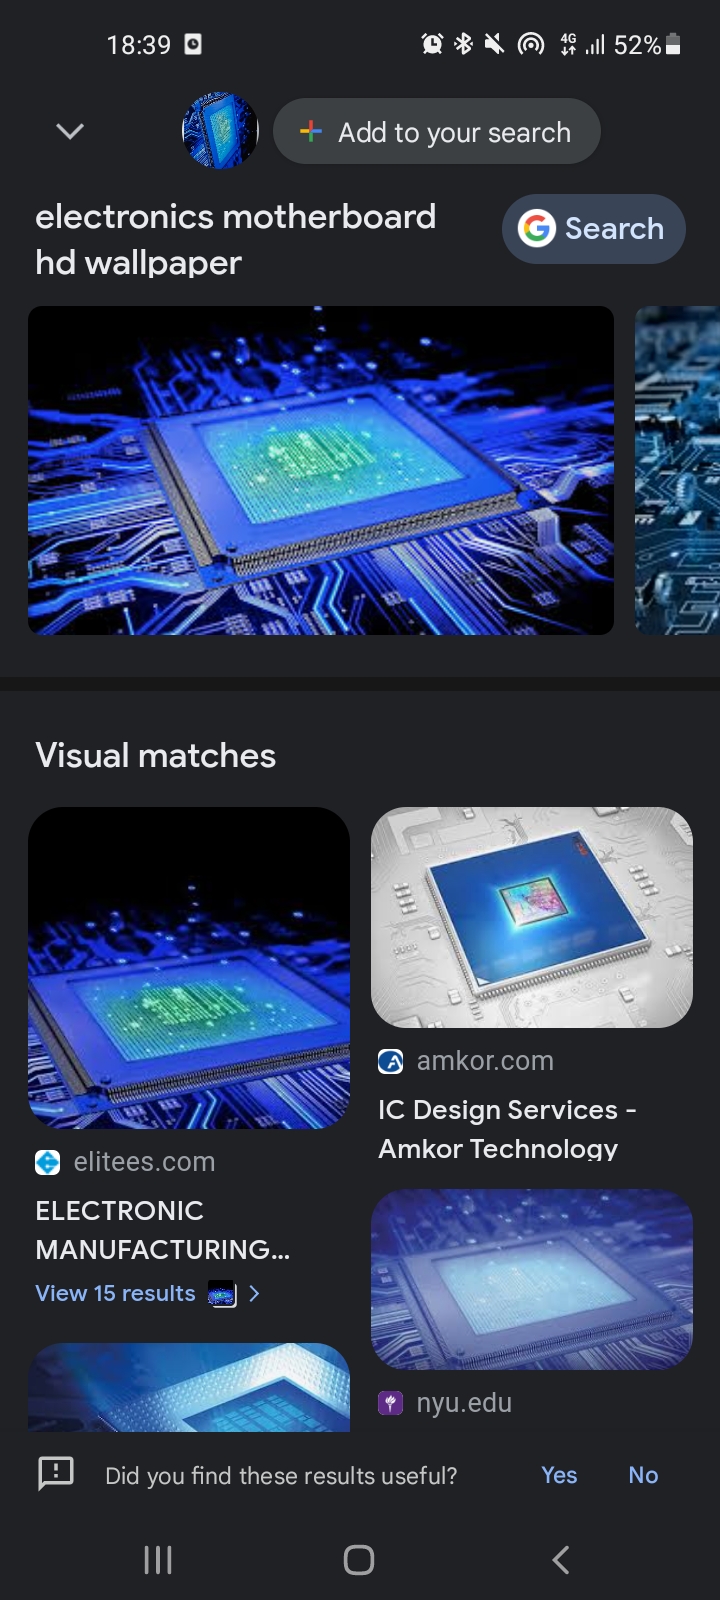 18:39
4G
52%
Add to your search
electronics motherboard
hd wallpaper
Search
Visual matches
elitees.com
ELECTRONIC
MANUFACTURING...
View 15 results
amkor.com
IC Design Services -
Amkor Technology
nyu.edu
Did you find these results useful?
Yes
No